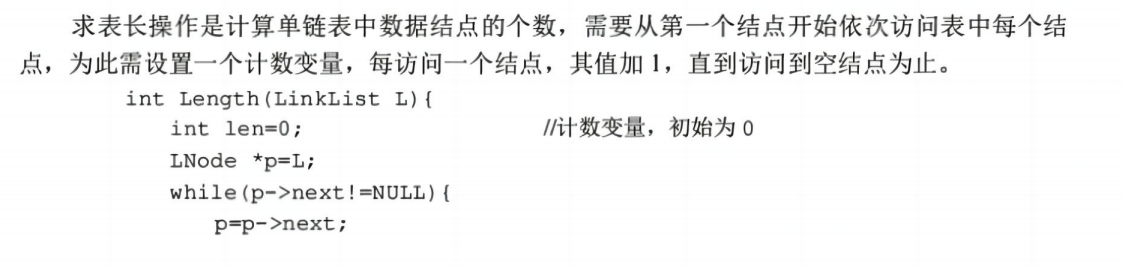 求表长操作是计算单链表中数据结点的个数，需要从第一个结点开始依次访问表中每个结
点，为此需设置一个计数变量，每访问一个结点，其值加 1，直到访问到空结点为止。
int Length(LinkList L){
int len=0; //计数变量，初始为 0
LNode *p=L;
while(p->next!=NULL){
p=p->next;